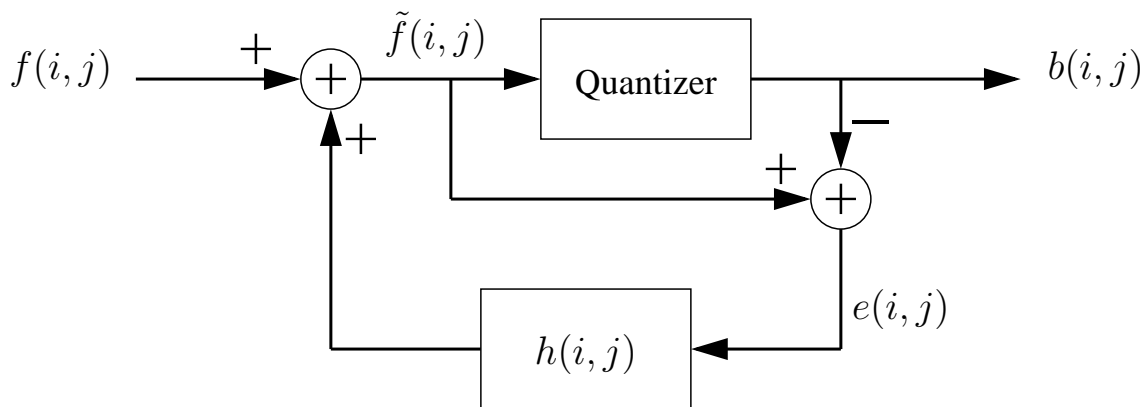 f(i, j)
+
+
f̃(i, j)
Quantizer
b(i, j)
+
−
+
+
h(i, j)
e(i, j)